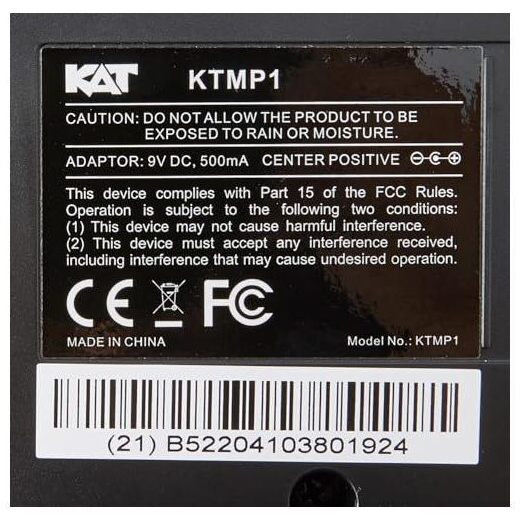 KAT KTMP1
CAUTION: DO NOT ALLOW THE PRODUCT TO BE
EXPOSED TO RAIN OR MOISTURE.
ADAPTOR: 9V DC, 500mA CENTER POSITIVE
This device complies with Part 15 of the FCC Rules.
Operation is subject to the following two conditions:
(1) This device may not cause harmful interference.
(2) This device must accept any interference received,
including interference that may cause undesired operation.
CE FC
MADE IN CHINA Model No.: KTMP1
(21) B52204103801924